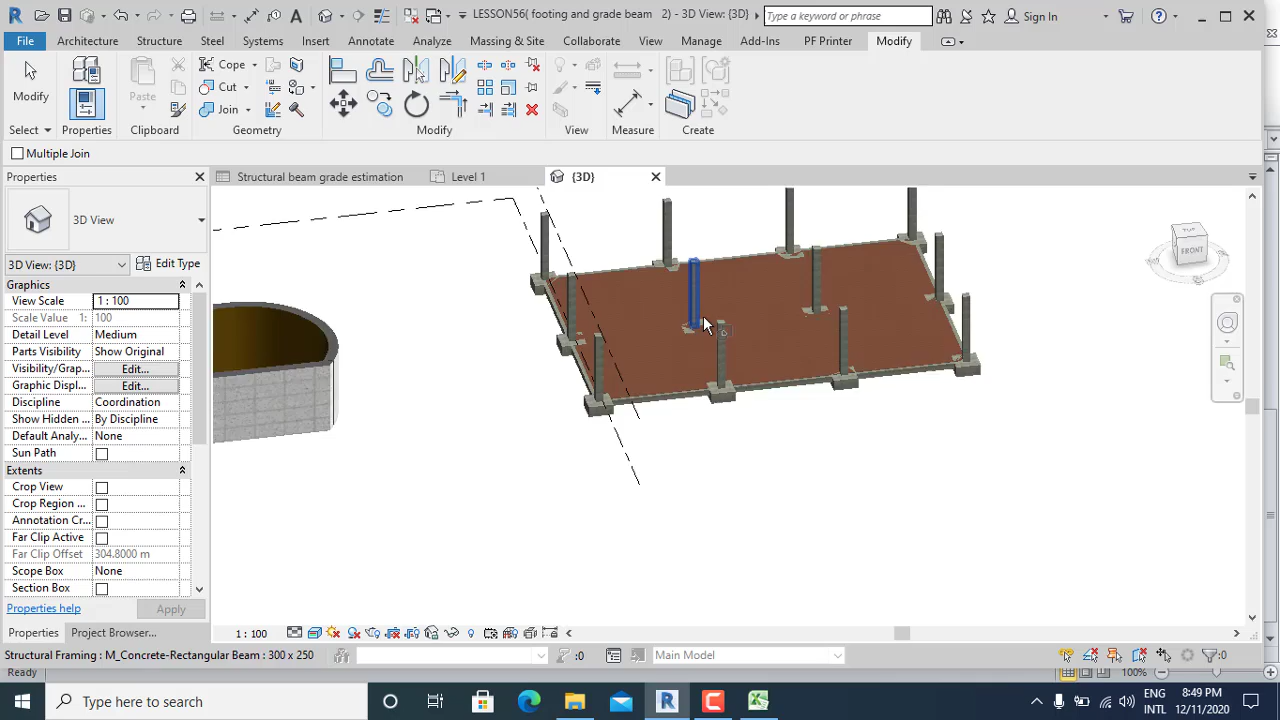 LESSON56( footing and grade beam 2) - 3D View: {3D}
Type a keyword or phrase
Sign In
File
Architecture
Structure
Steel
Systems
Insert
Annotate
Analyze
Massing & Site
Collaborate
View
Manage
Add-Ins
PDF Printer
Modify
Modify
Paste
Cope
Cut
Join
Select
Properties
Clipboard
Geometry
Modify
View
Measure
Create
Multiple Join
Properties
Structural beam grade estimation
Level 1
{3D}
3D View
3D View: {3D}
Edit Type
Graphics
View Scale 1 : 100
Scale Value 1: 100
Detail Level Medium
Parts Visibility Show Original
Visibility/Grap... Edit...
Graphic Displ... Edit...
Discipline Coordination
Show Hidden ... By Discipline
Default Analy... None
Sun Path
Extents
Crop View
Crop Region ...
Annotation Cr...
Far Clip Active
Far Clip Offset 304.8000 m
Scope Box None
Section Box
Properties help
Apply
Properties
Project Browser...
TOP
FRONT
1 : 100
Structural Framing : M_Concrete-Rectangular Beam : 300 x 250
:0
Main Model
:0
Ready
100%
Type here to search
ENG
INTL
8:49 PM
12/11/2020